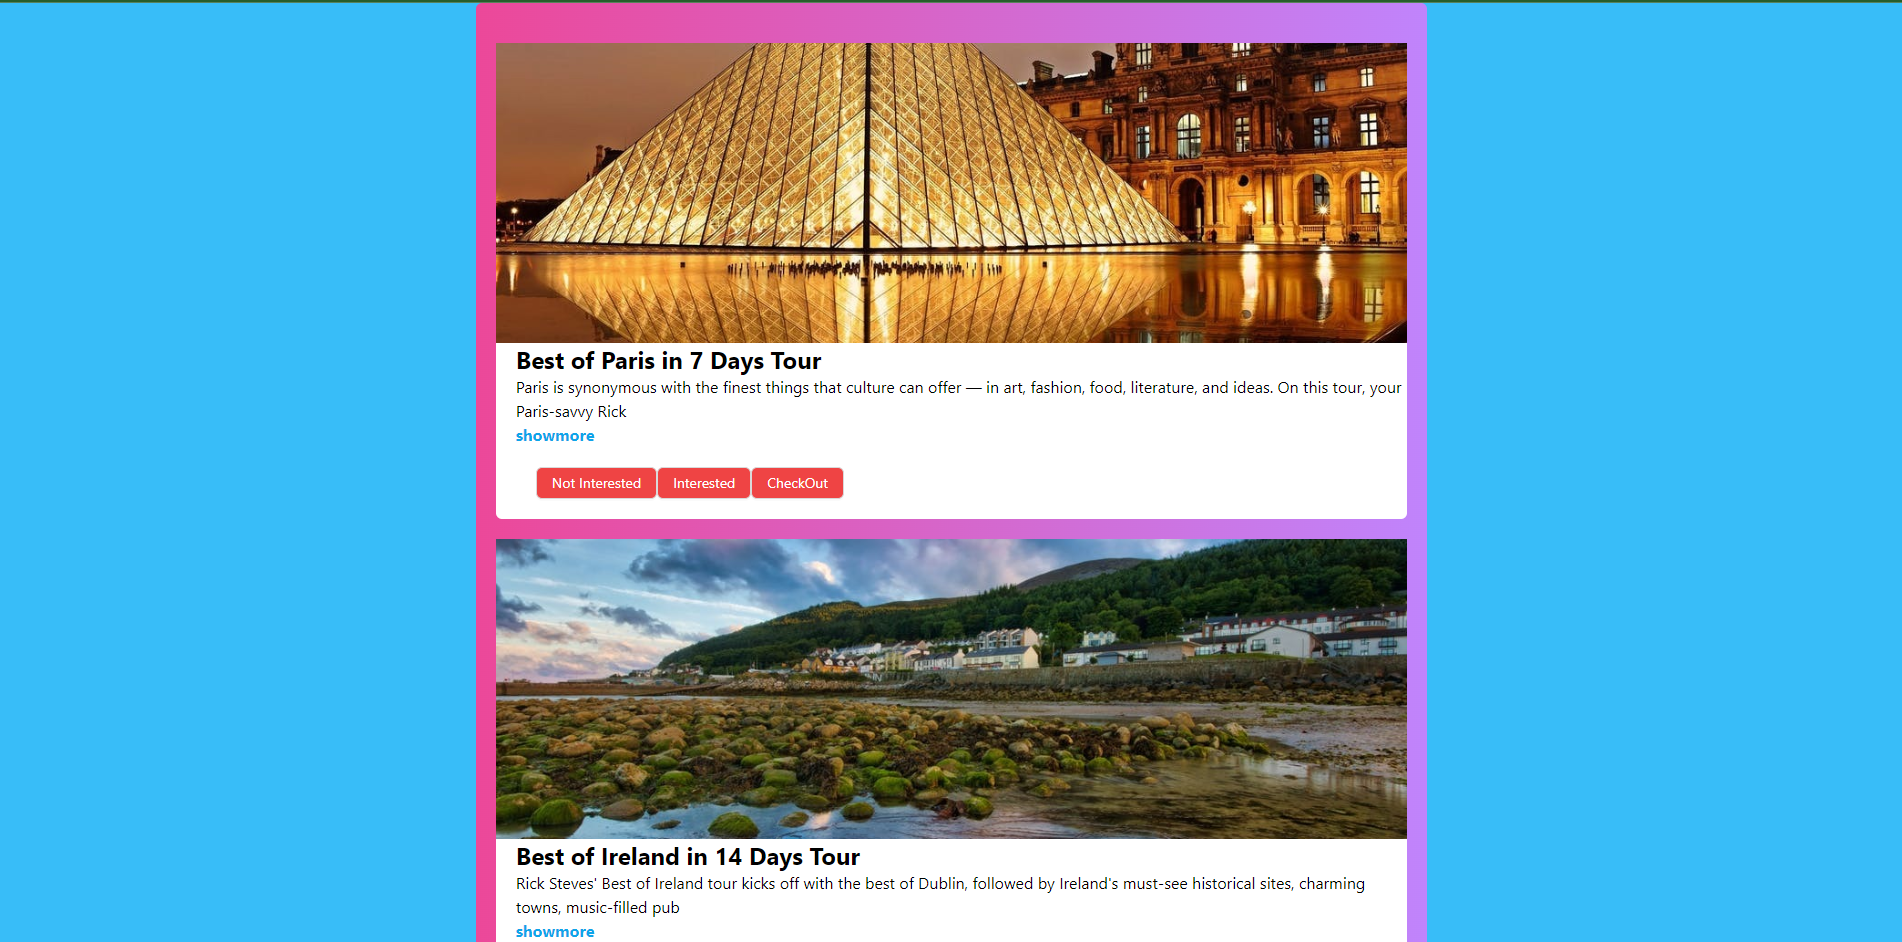 Best of Paris in 7 Days Tour
Paris is synonymous with the finest things that culture can offer — in art, fashion, food, literature, and ideas. On this tour, your
Paris-savvy Rick
showmore
Not Interested Interested CheckOut
Best of Ireland in 14 Days Tour
Rick Steves' Best of Ireland tour kicks off with the best of Dublin, followed by Ireland's must-see historical sites, charming
towns, music-filled pub
showmore